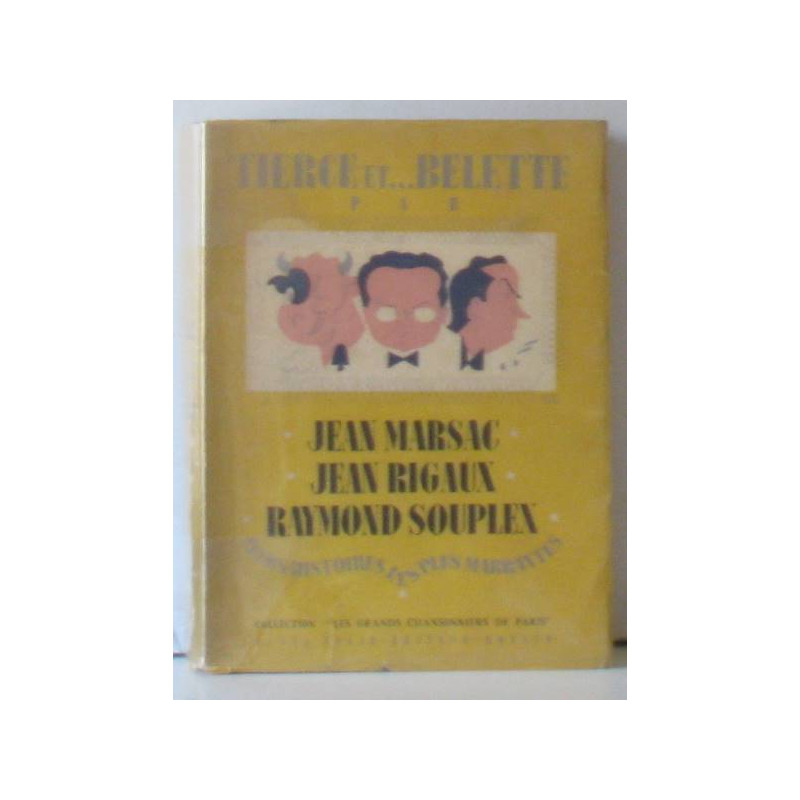 TIERCE ET... BELETTE
PAR
JEAN MARSAC
JEAN RIGAUX
RAYMOND SOUPLEX
HISTOIRES LES PLUS MARRANTES
COLLECTION "LES GRANDS CHANSONNIERS DE PARIS"